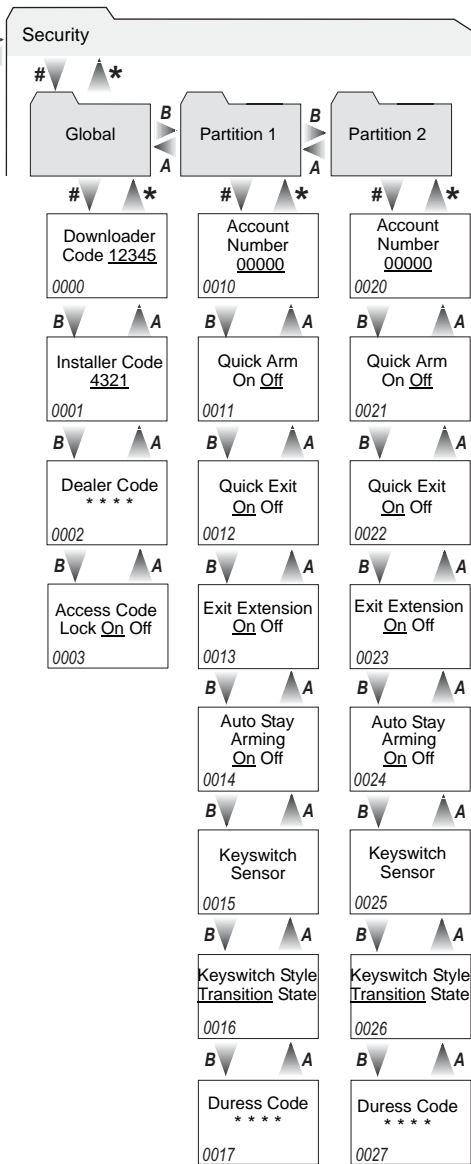 Security
# *
Global
B
A
Partition 1
B
A
Partition 2
# *
# *
# *
Downloader
Code 12345
0000
Account
Number
00000
0010
Account
Number
00000
0020
B A
B A
B A
Installer Code
4321
0001
Quick Arm
On Off
0011
Quick Arm
On Off
0021
B A
B A
B A
Dealer Code
* * * *
0002
Quick Exit
On Off
0012
Quick Exit
On Off
0022
B A
B A
B A
Access Code
Lock On Off
0003
Exit Extension
On Off
0013
Exit Extension
On Off
0023
B A
B A
Auto Stay
Arming
On Off
0014
Auto Stay
Arming
On Off
0024
B A
B A
Keyswitch
Sensor
0015
Keyswitch
Sensor
0025
B A
B A
Keyswitch Style
Transition State
0016
Keyswitch Style
Transition State
0026
B A
B A
Duress Code
* * * *
0017
Duress Code
* * * *
0027